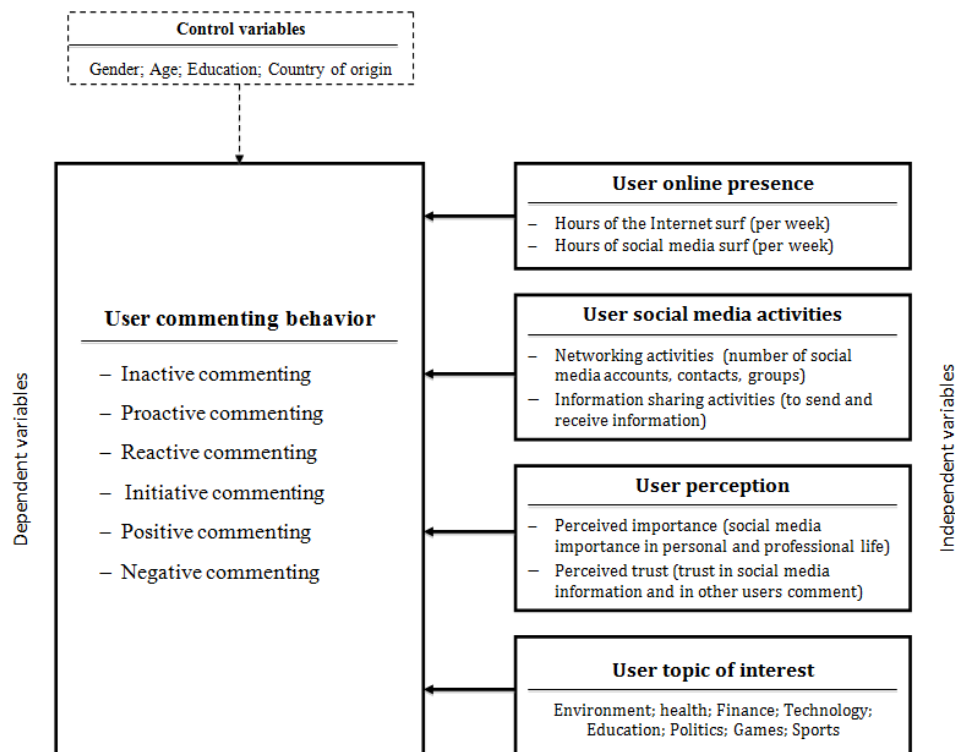 Control variables
Gender; Age; Education; Country of origin
Dependent variables
User commenting behavior
– Inactive commenting
– Proactive commenting
– Reactive commenting
– Initiative commenting
– Positive commenting
– Negative commenting
User online presence
– Hours of the Internet surf (per week)
– Hours of social media surf (per week)
User social media activities
– Networking activities (number of social
media accounts, contacts, groups)
– Information sharing activities (to send and
receive information)
User perception
– Perceived importance (social media
importance in personal and professional life)
– Perceived trust (trust in social media
information and in other users comment)
User topic of interest
Environment; health; Finance; Technology;
Education; Politics; Games; Sports
Independent variables